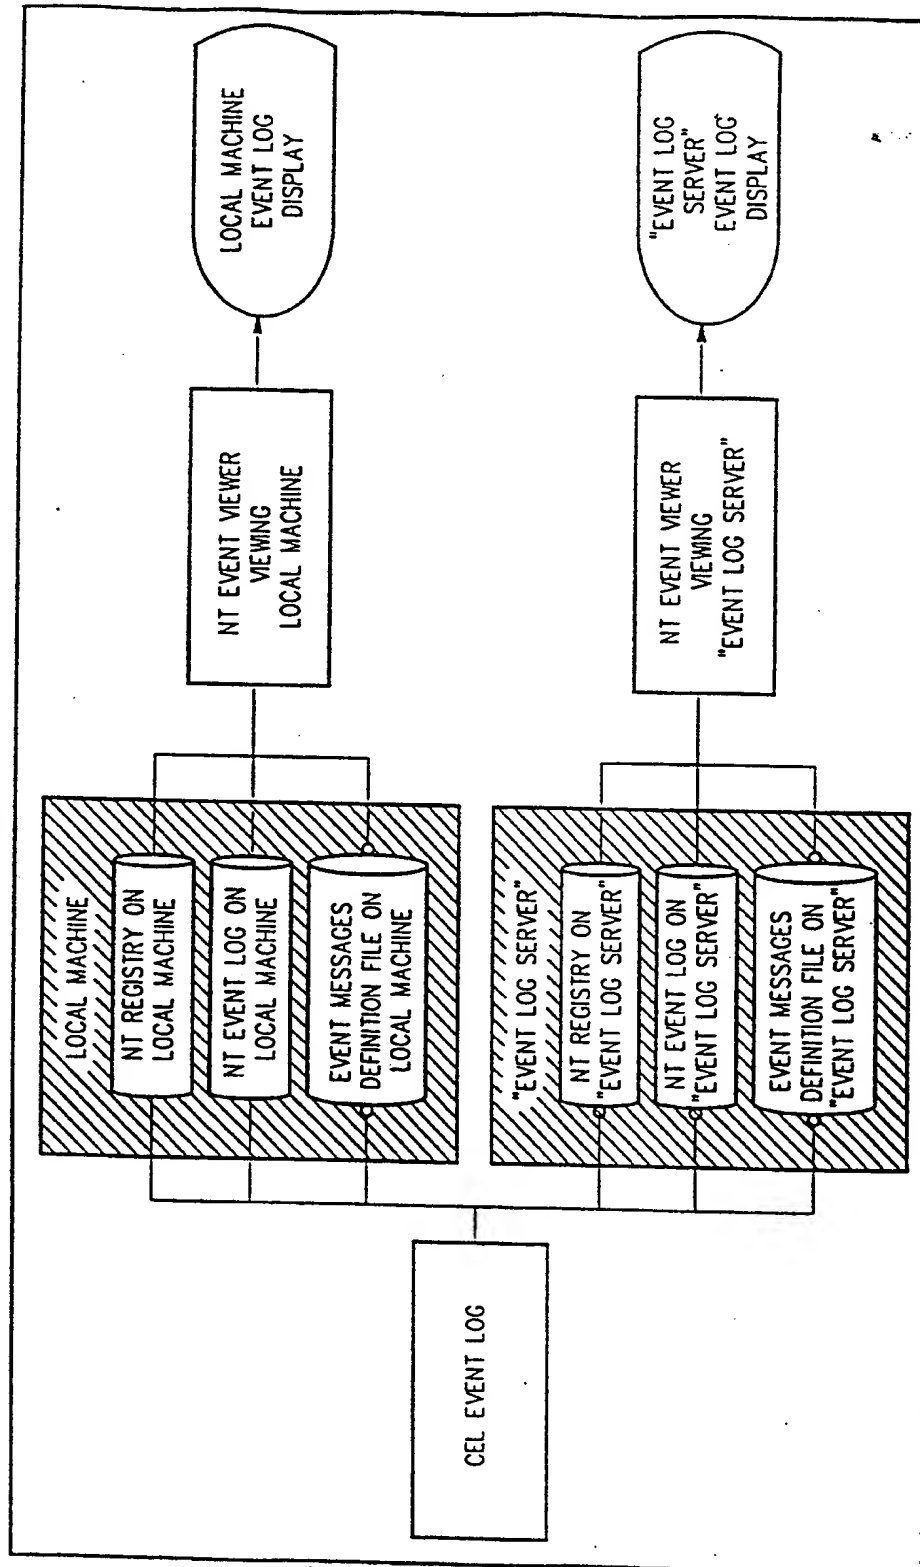 CEL EVENT LOG
LOCAL MACHINE
NT REGISTRY ON
LOCAL MACHINE
NT EVENT LOG ON
LOCAL MACHINE
EVENT MESSAGES
DEFINITION FILE ON
LOCAL MACHINE
NT EVENT VIEWER
VIEWING
LOCAL MACHINE
LOCAL MACHINE
EVENT LOG
DISPLAY
"EVENT LOG SERVER"
NT REGISTRY ON
"EVENT LOG SERVER"
NT EVENT LOG ON
"EVENT LOG SERVER"
EVENT MESSAGES
DEFINITION FILE ON
"EVENT LOG SERVER"
NT EVENT VIEWER
VIEWING
"EVENT LOG SERVER"
"EVENT LOG
SERVER"
EVENT LOG
DISPLAY